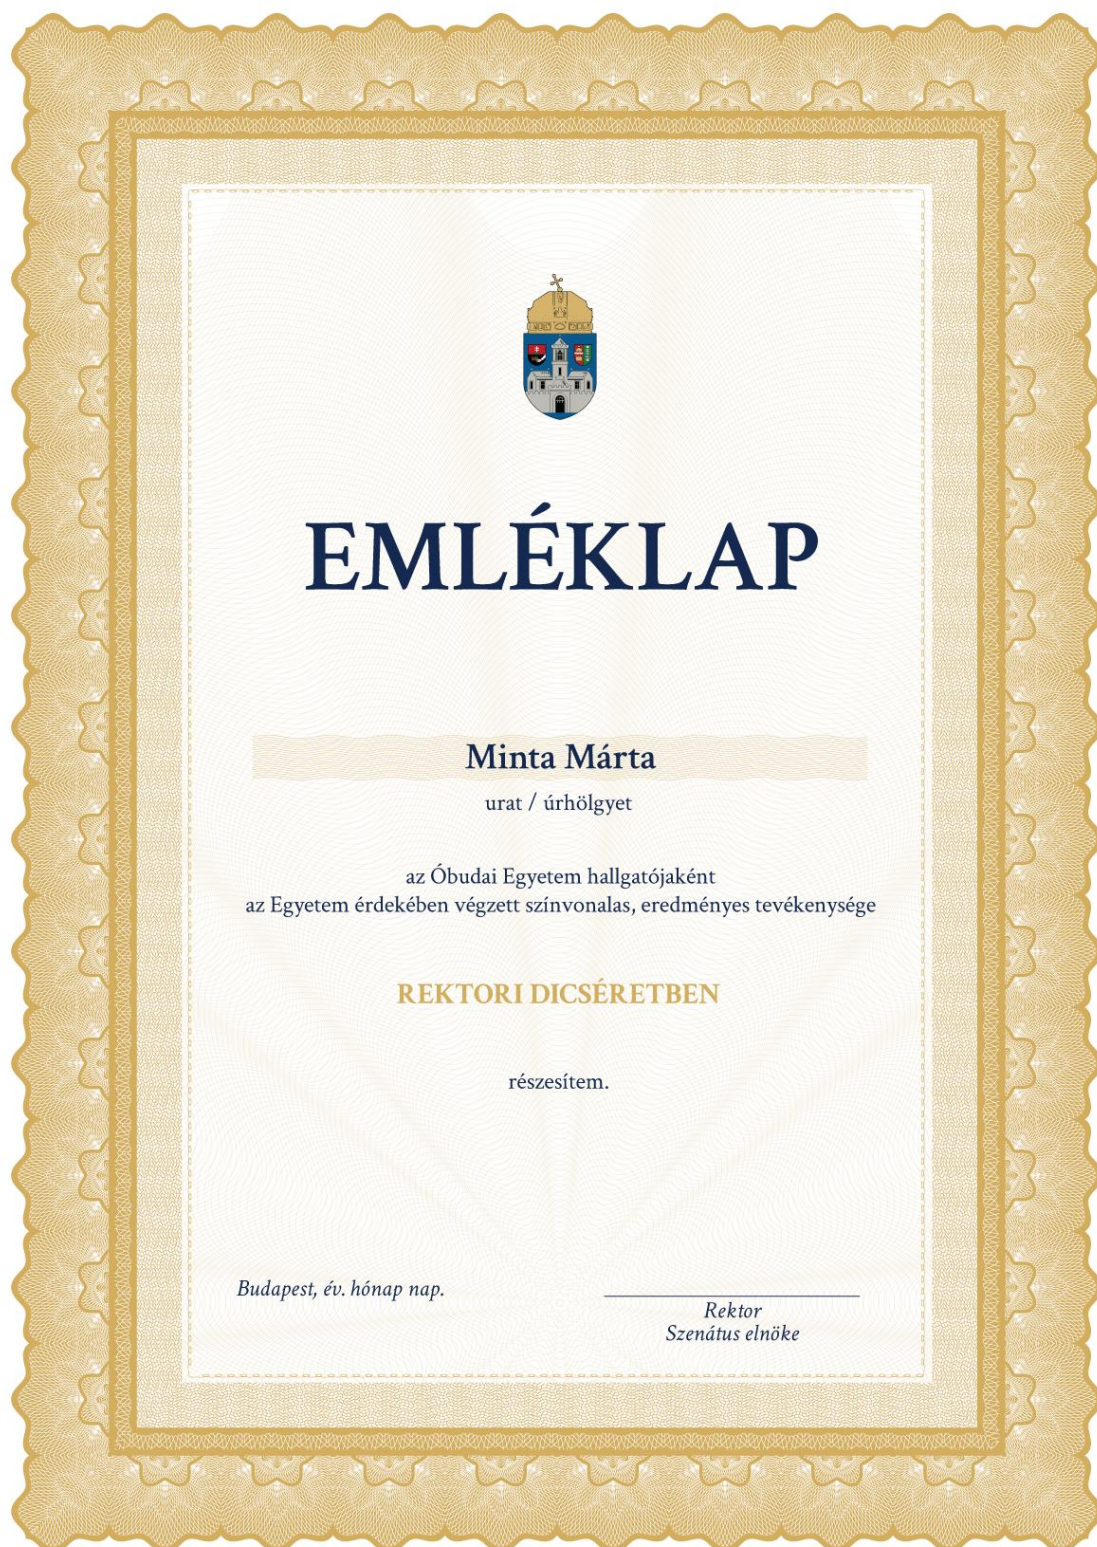 EMLÉKLAP
Minta Márta
urat / úrhölgyet
az Óbudai Egyetem hallgatójaként
az Egyetem érdekében végzett színvonalas, eredményes tevékenysége
REKTORI DICSÉRETBEN
részesítem.
Budapest, év. hónap nap.
Rektor
Szenátus elnöke